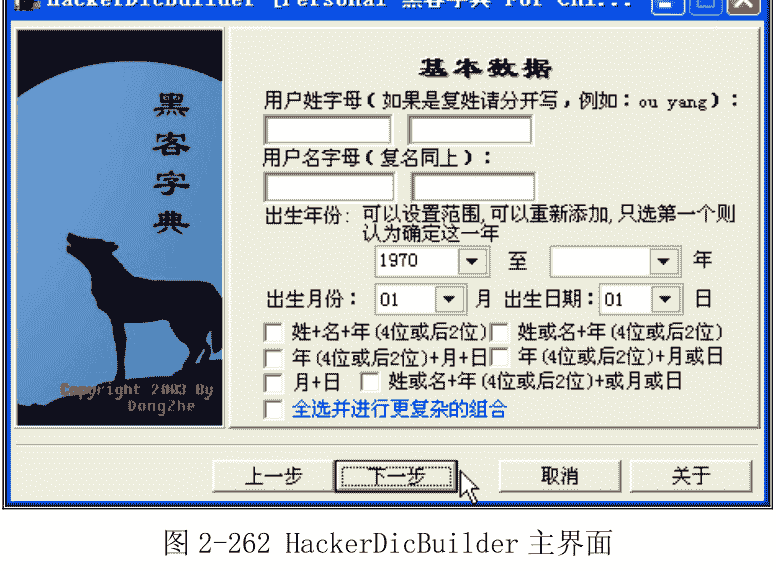 HackerDicBuilder [Personal 黑客字典 For Chi...
黑客字典
Copyright 2003 By
DongZhe
基本数据
用户姓字母(如果是复姓请分开写,例如:ou yang):
用户名字母(复名同上):
出生年份: 可以设置范围,可以重新添加,只选第一个则
认为确定这一年
1970 至 年
出生月份: 01 月 出生日期: 01 日
姓+名+年(4位或后2位) 姓或名+年(4位或后2位)
年(4位或后2位)+月+日 年(4位或后2位)+月或日
月+日 姓或名+年(4位或后2位)+或月或日
全选并进行更复杂的组合
上一步 下一步 取消 关于
图 2-262 HackerDicBuilder 主界面